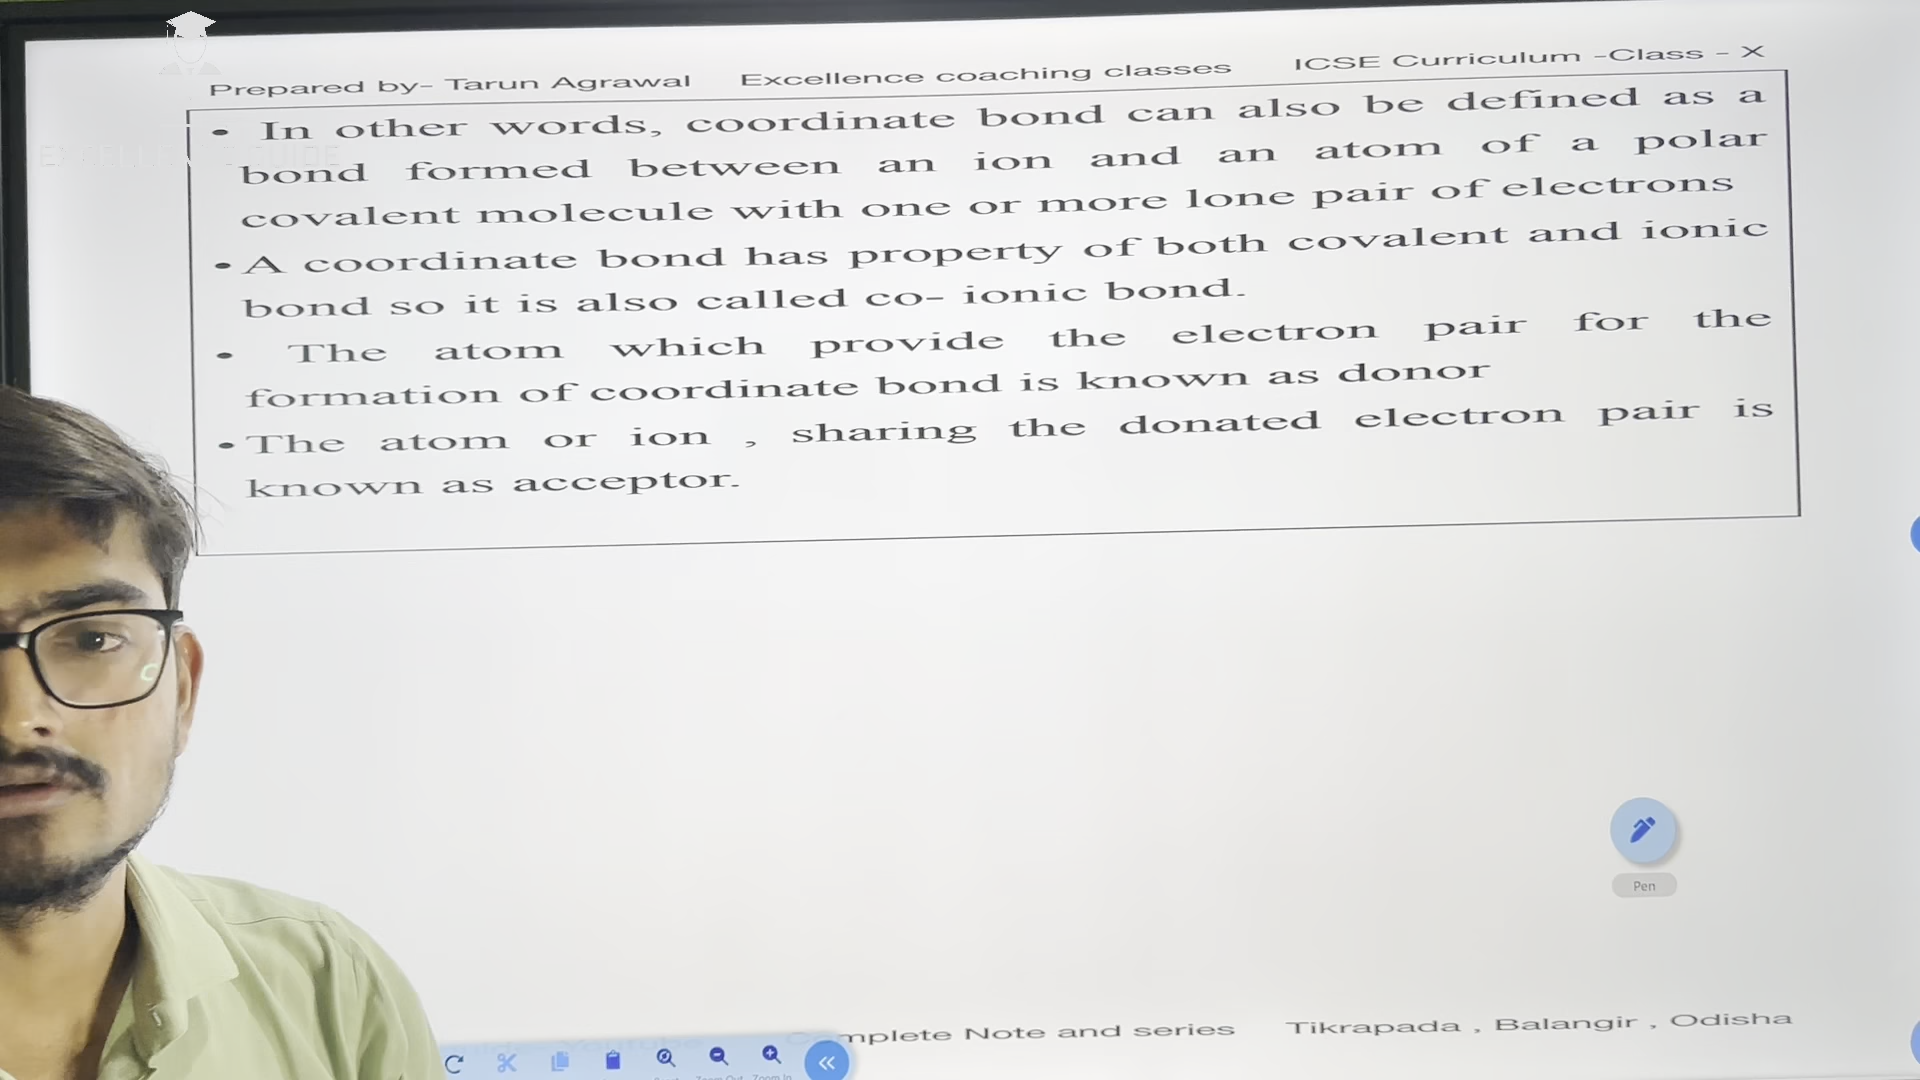 Prepared by- Tarun Agrawal Excellence coaching classes ICSE Curriculum -Class - X
• In other words, coordinate bond can also be defined as a
bond formed between an ion and an atom of a polar
covalent molecule with one or more lone pair of electrons
• A coordinate bond has property of both covalent and ionic
bond so it is also called co- ionic bond.
• The atom which provide the electron pair for the
formation of coordinate bond is known as donor
• The atom or ion , sharing the donated electron pair is
known as acceptor.
Pen
Note and series Tikrapada , Balangir , Odisha
Zoom Out Zoom In